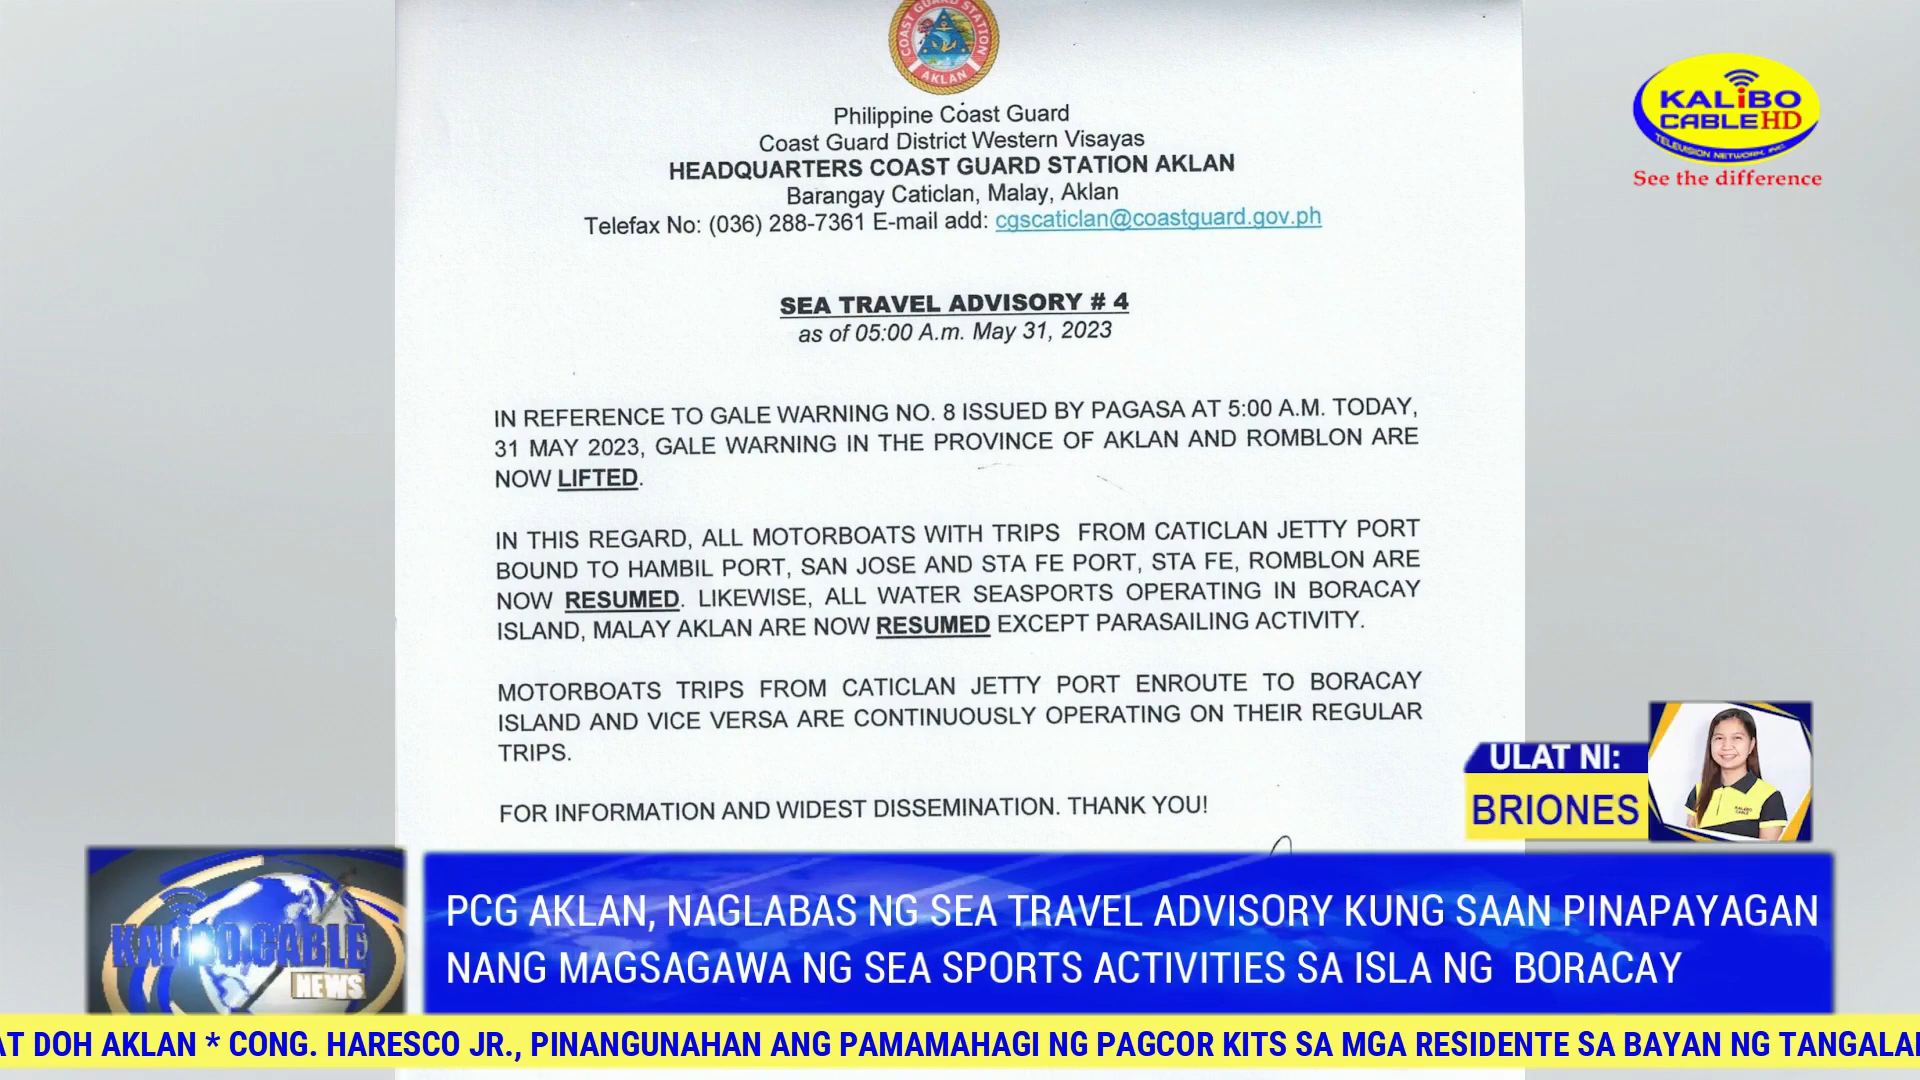 COAST GUARD STATION
AKLAN
Philippine Coast Guard
Coast Guard District Western Visayas
HEADQUARTERS COAST GUARD STATION AKLAN
Barangay Caticlan, Malay, Aklan
Telefax No: (036) 288-7361 E-mail add: cgscaticlan@coastguard.gov.ph
SEA TRAVEL ADVISORY # 4
as of 05:00 A.m. May 31, 2023
IN REFERENCE TO GALE WARNING NO. 8 ISSUED BY PAGASA AT 5:00 A.M. TODAY,
31 MAY 2023, GALE WARNING IN THE PROVINCE OF AKLAN AND ROMBLON ARE
NOW LIFTED.
IN THIS REGARD, ALL MOTORBOATS WITH TRIPS FROM CATICLAN JETTY PORT
BOUND TO HAMBIL PORT, SAN JOSE AND STA FE PORT, STA FE, ROMBLON ARE
NOW RESUMED. LIKEWISE, ALL WATER SEASPORTS OPERATING IN BORACAY
ISLAND, MALAY AKLAN ARE NOW RESUMED EXCEPT PARASAILING ACTIVITY.
MOTORBOATS TRIPS FROM CATICLAN JETTY PORT ENROUTE TO BORACAY
ISLAND AND VICE VERSA ARE CONTINUOUSLY OPERATING ON THEIR REGULAR
TRIPS.
FOR INFORMATION AND WIDEST DISSEMINATION. THANK YOU!
KALiBO
CABLE HD
TELEVISION NETWORK, INC.
See the difference
ULAT NI:
BRIONES
KALIBO CABLE
NEWS
PCG AKLAN, NAGLABAS NG SEA TRAVEL ADVISORY KUNG SAAN PINAPAYAGAN
NANG MAGSAGAWA NG SEA SPORTS ACTIVITIES SA ISLA NG BORACAY
AT DOH AKLAN * CONG. HARESCO JR., PINANGUNAHAN ANG PAMAMAHAGI NG PAGCOR KITS SA MGA RESIDENTE SA BAYAN NG TANGALAN